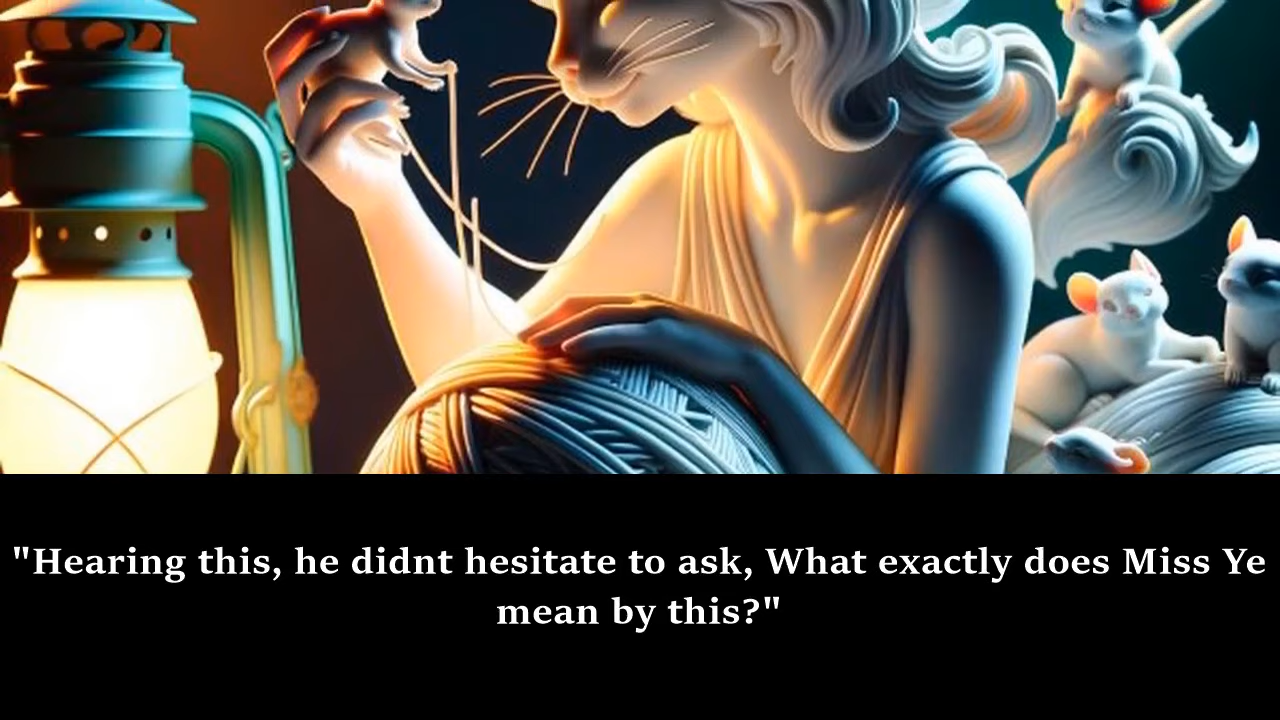 "Hearing this, he didnt hesitate to ask, What exactly does Miss Ye
mean by this?"